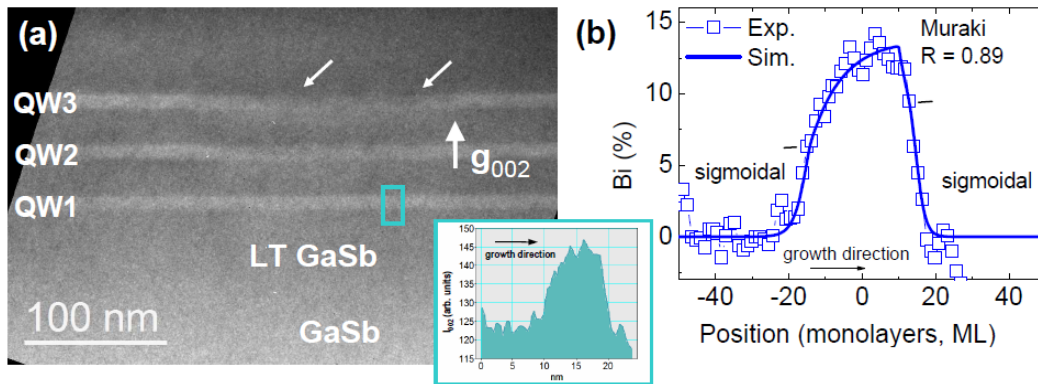 (a)
QW3
QW2
QW1
g002
LT GaSb
GaSb
100 nm
150
145
140
135
130
125
120
115
I002 (arb. units)
growth direction
0
5
10
15
20
nm
(b)
15
10
5
0
Bi (%)
Exp.
Sim.
Muraki
R = 0.89
sigmoidal
sigmoidal
growth direction
-40
-20
0
20
40
Position (monolayers, ML)